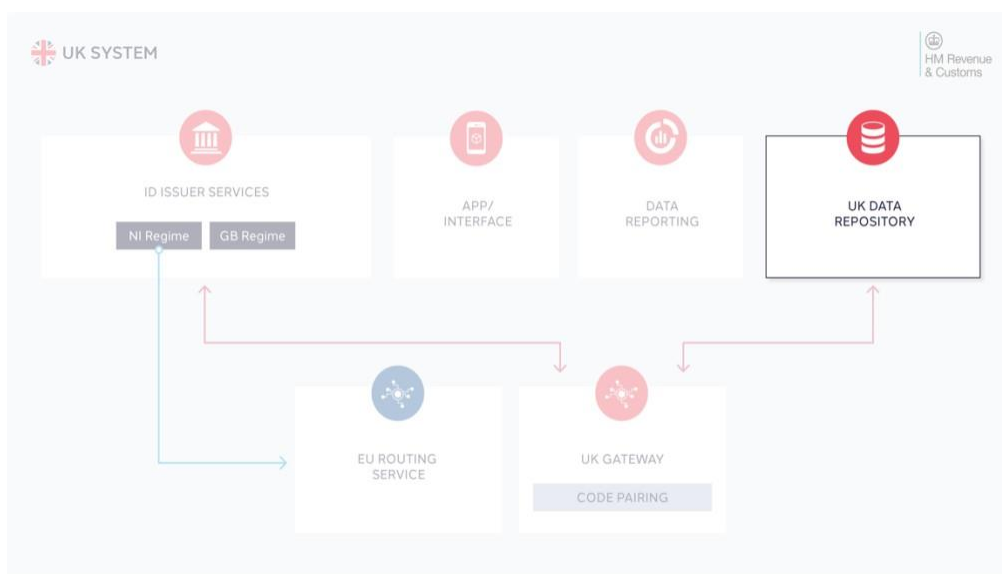 UK SYSTEM
HM Revenue
& Customs
ID ISSUER SERVICES
NI Regime
GB Regime
APP/
INTERFACE
DATA
REPORTING
UK DATA
REPOSITORY
EU ROUTING
SERVICE
UK GATEWAY
CODE PAIRING